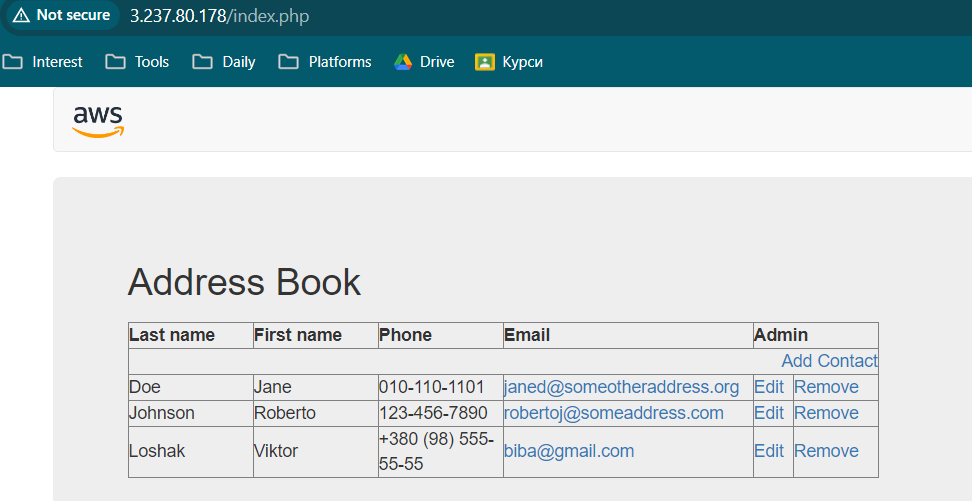 Not secure 3.237.80.178/index.php
Interest Tools Daily Platforms Drive Курси
aws
Address Book
Last name First name Phone Email Admin
Add Contact
Doe Jane 010-110-1101 janed@someotheraddress.org Edit Remove
Johnson Roberto 123-456-7890 robertoj@someaddress.com Edit Remove
Loshak Viktor +380 (98) 555-
55-55 biba@gmail.com Edit Remove